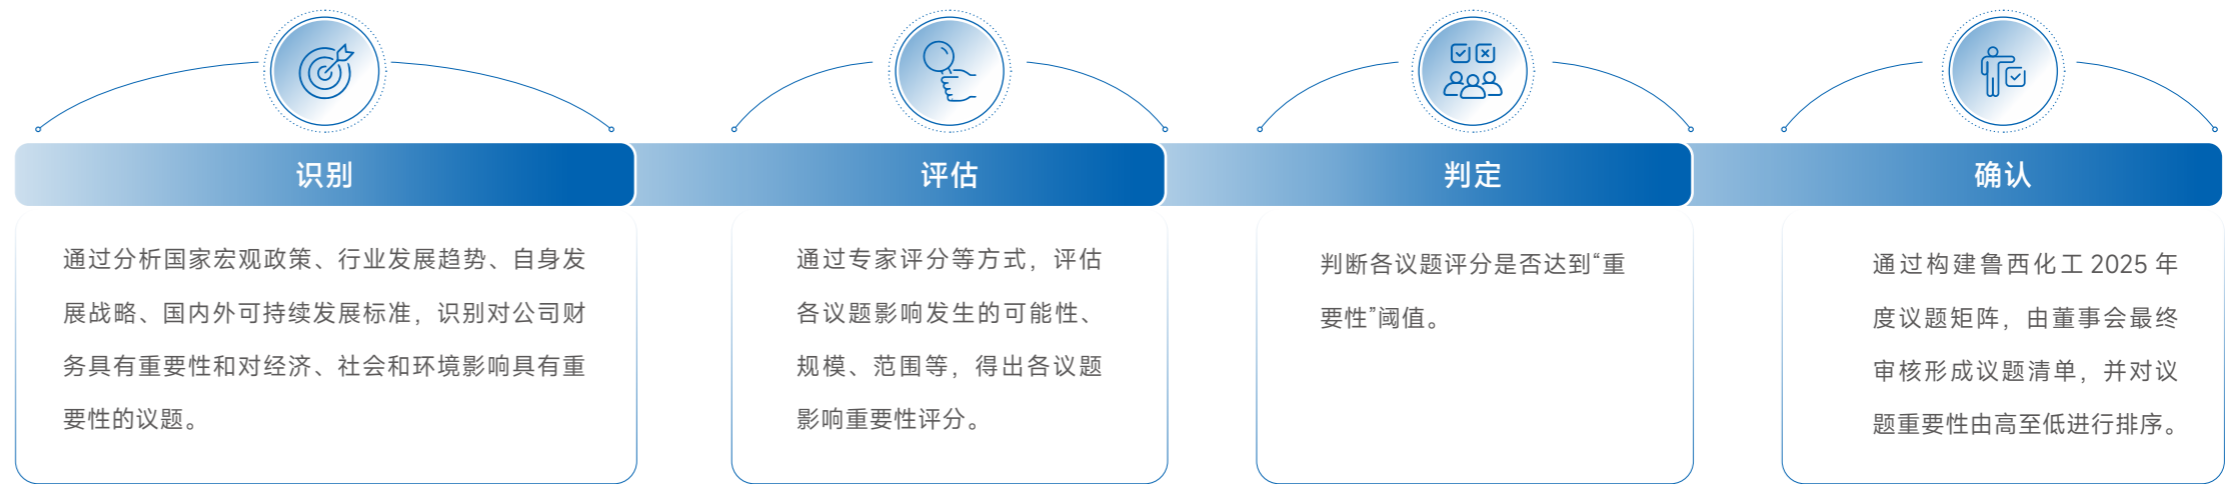 识别
通过分析国家宏观政策、行业发展趋势、自身发
展战略、国内外可持续发展标准，识别对公司财
务具有重要性和对经济、社会和环境影响具有重
要性的议题。
评估
通过专家评分等方式，评估
各议题影响发生的可能性、
规模、范围等，得出各议题
影响重要性评分。
判定
判断各议题评分是否达到“重
要性”阈值。
确认
通过构建鲁西化工 2025 年
度议题矩阵，由董事会最终
审核形成议题清单，并对议
题重要性由高至低进行排序。